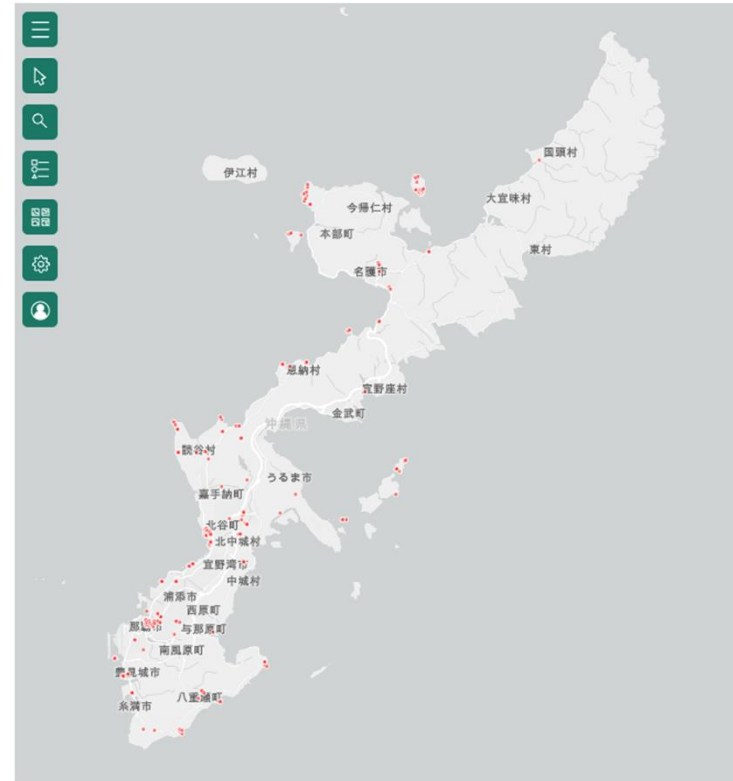 国頭村
伊江村
大宜味村
今帰仁村
本部町
東村
名護市
恩納村
宜野座村
金武町
沖縄県
読谷村
うるま市
嘉手納町
北谷町
北中城村
宜野湾市
中城村
浦添市
西原町
那覇市
与那原町
南風原町
豊見城市
八重瀬町
糸満市